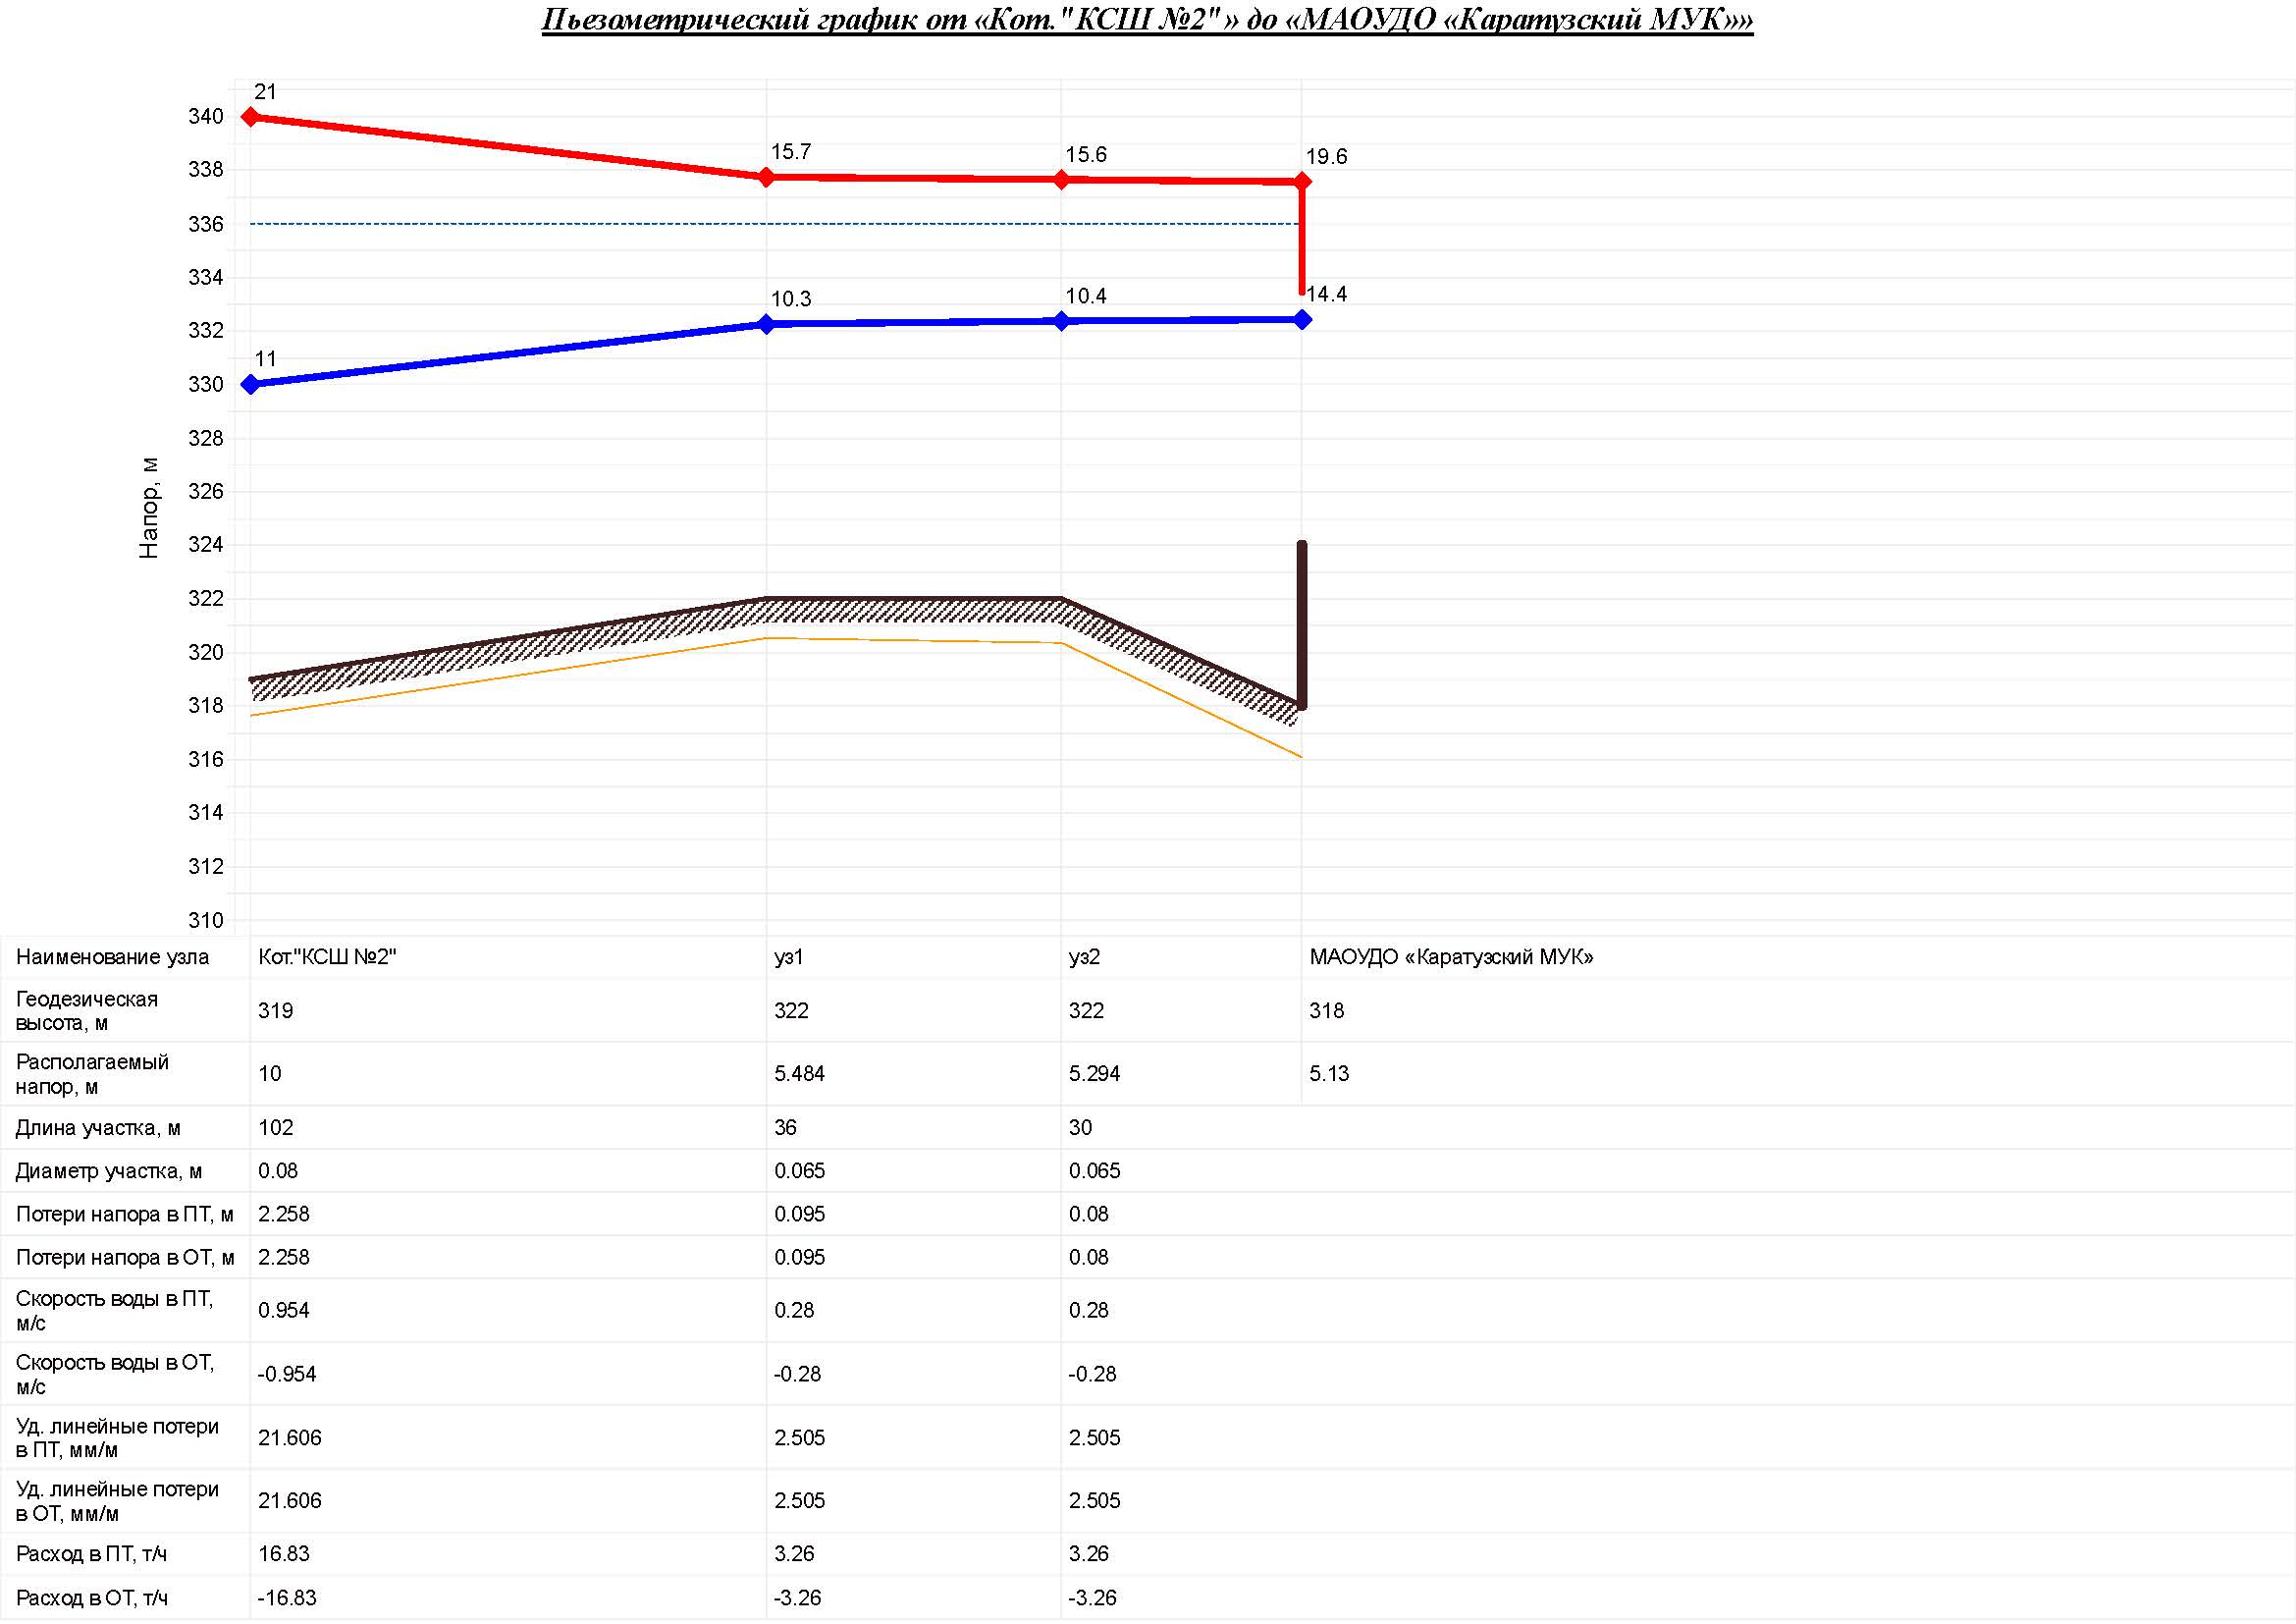 Пьезометрический график от «Кот."КСШ №2"» до «МАОУДО «Каратузский МУК»»
21
340
15.7
15.6
19.6
338
336
334
14.4
10.3
10.4
332
11
330
328
326
Напор, м
324
322
320
318
316
314
312
310
Наименование узла Кот."КСШ №2" уз1 уз2 МАОУДО «Каратузский МУК»
Геодезическая
высота, м
319 322 322 318
Располагаемый
напор, м
10 5.484 5.294 5.13
Длина участка, м 102 36 30
Диаметр участка, м 0.08 0.065 0.065
Потери напора в ПТ, м 2.258 0.095 0.08
Потери напора в ОТ, м 2.258 0.095 0.08
Скорость воды в ПТ,
м/с
0.954 0.28 0.28
Скорость воды в ОТ,
м/с
-0.954 -0.28 -0.28
Уд. линейные потери
в ПТ, мм/м
21.606 2.505 2.505
Уд. линейные потери
в ОТ, мм/м
21.606 2.505 2.505
Расход в ПТ, т/ч 16.83 3.26 3.26
Расход в ОТ, т/ч -16.83 -3.26 -3.26